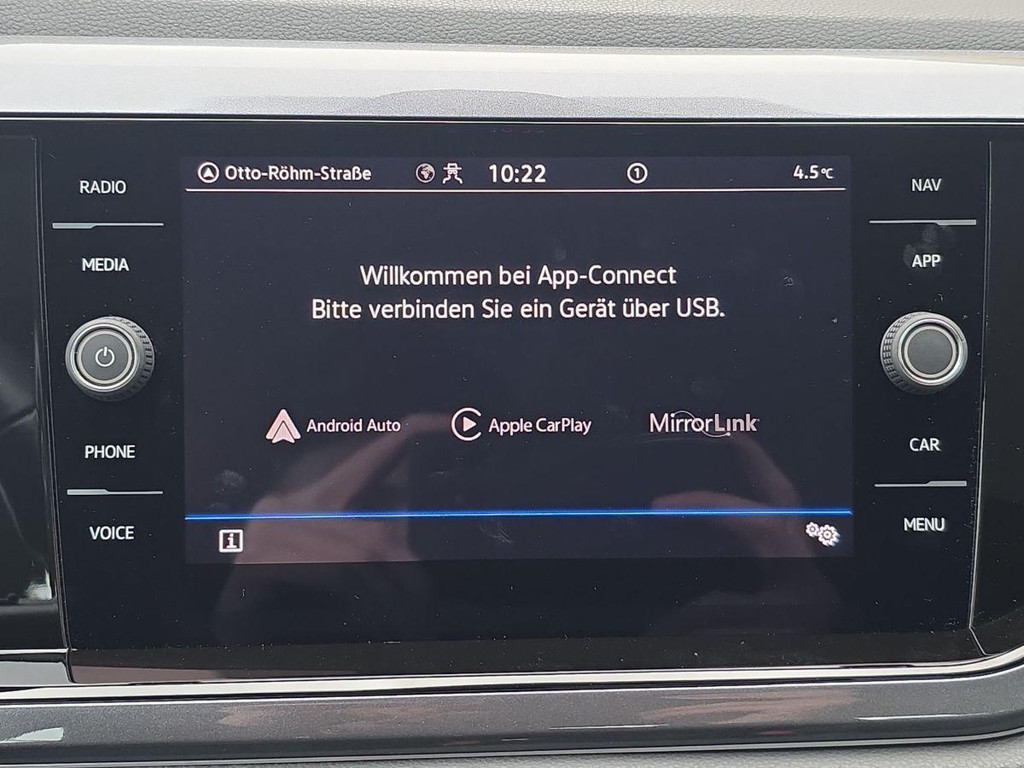 RADIO
MEDIA
PHONE
VOICE
Otto-Röhm-Straße 10:22 1 4.5°C
Willkommen bei App-Connect
Bitte verbinden Sie ein Gerät über USB.
Android Auto Apple CarPlay MirrorLink
i
NAV
APP
CAR
MENU